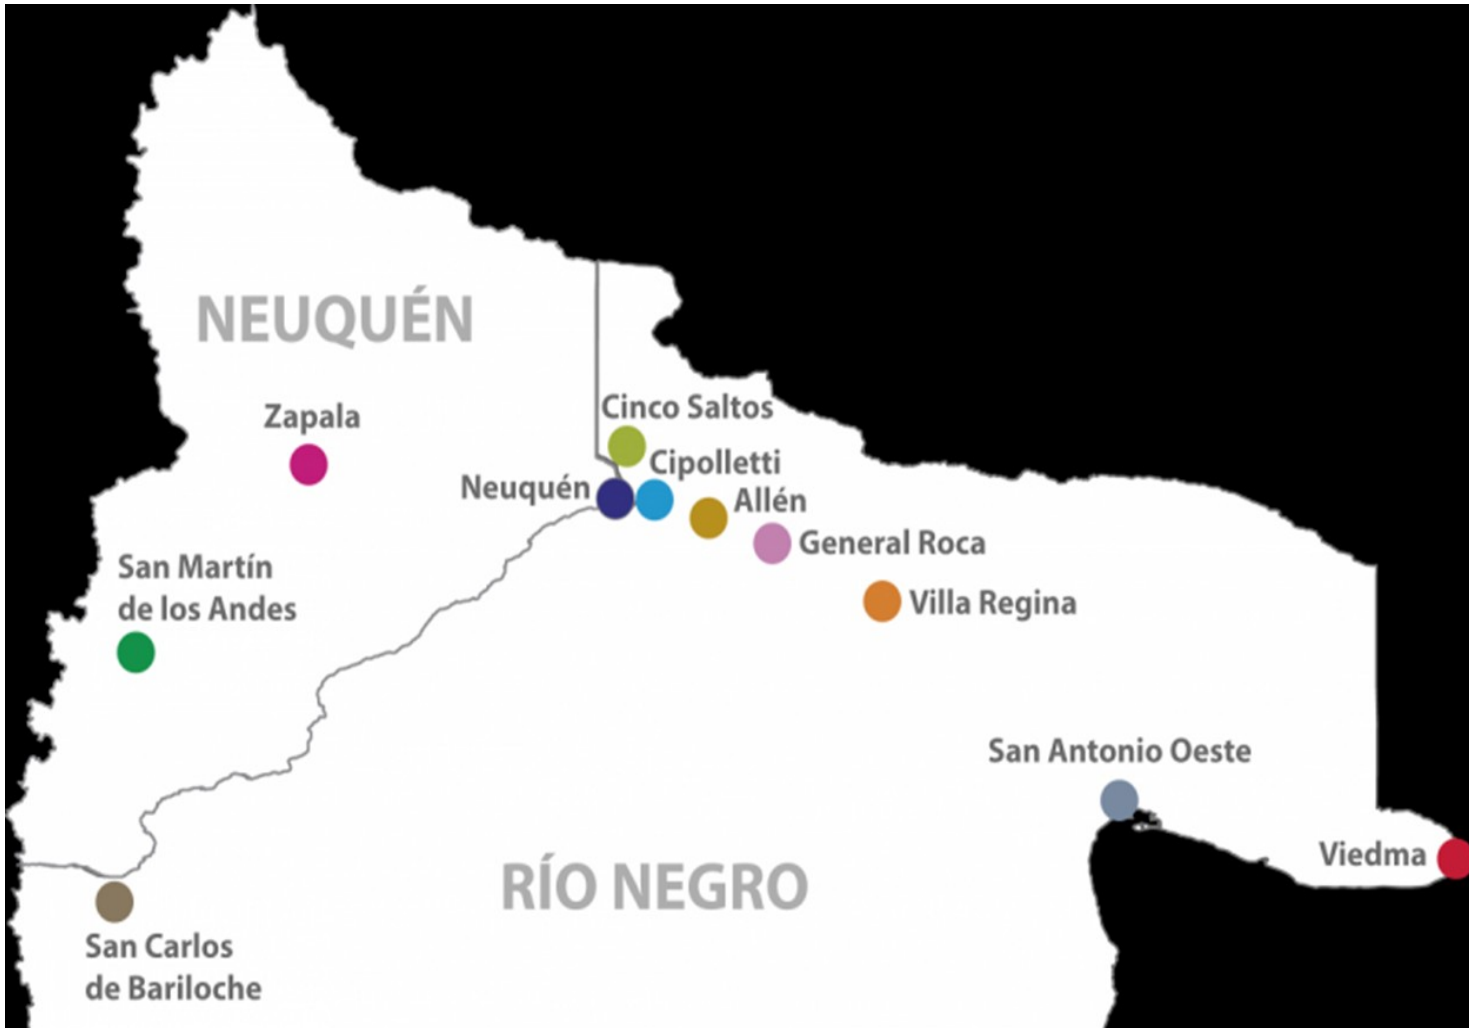 NEUQUÉN
Zapala
Cinco Saltos
Cipolletti
Neuquén
Allén
General Roca
San Martín
de los Andes
Villa Regina
San Antonio Oeste
Viedma
RÍO NEGRO
San Carlos
de Bariloche